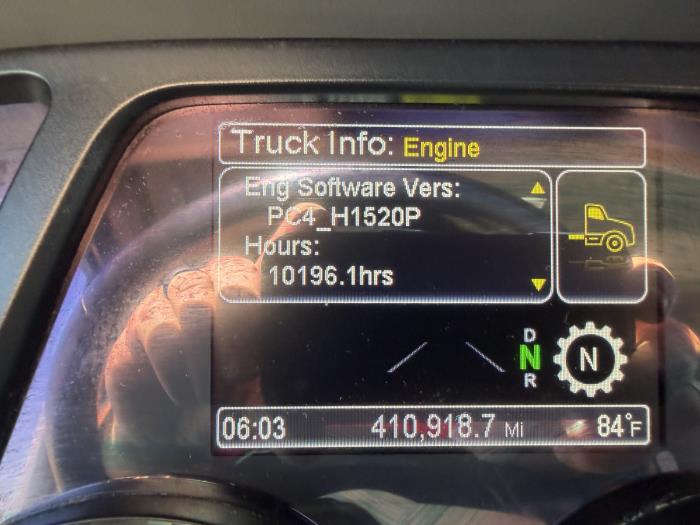 Truck Info: Engine
Eng Software Vers:
PC4_H1520P
Hours:
10196.1hrs
D
N
R
N
06:03 410,918.7 Mi 84°F